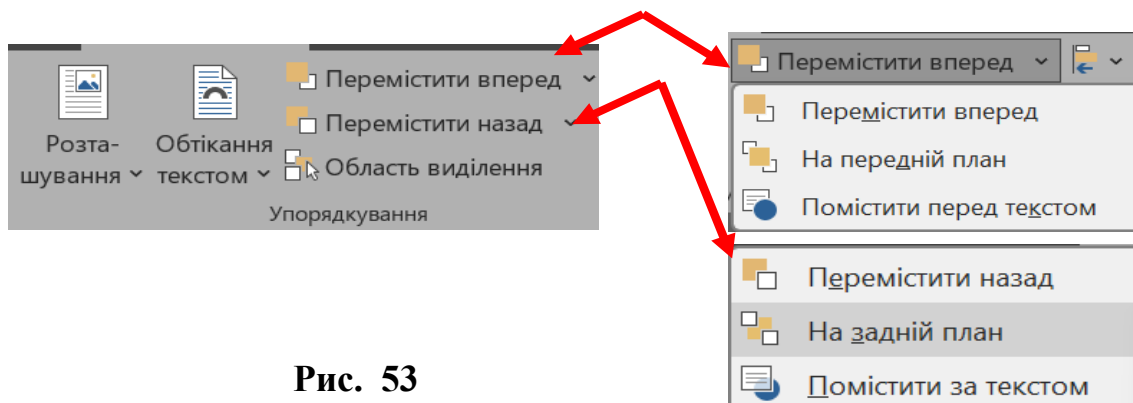 Розта-
шування
Обтікання
текстом
Перемістити вперед
Перемістити назад
Область виділення
Упорядкування
Перемістити вперед
Перемістити вперед
На передній план
Помістити перед текстом
Перемістити назад
На задній план
Помістити за текстом
Рис. 53